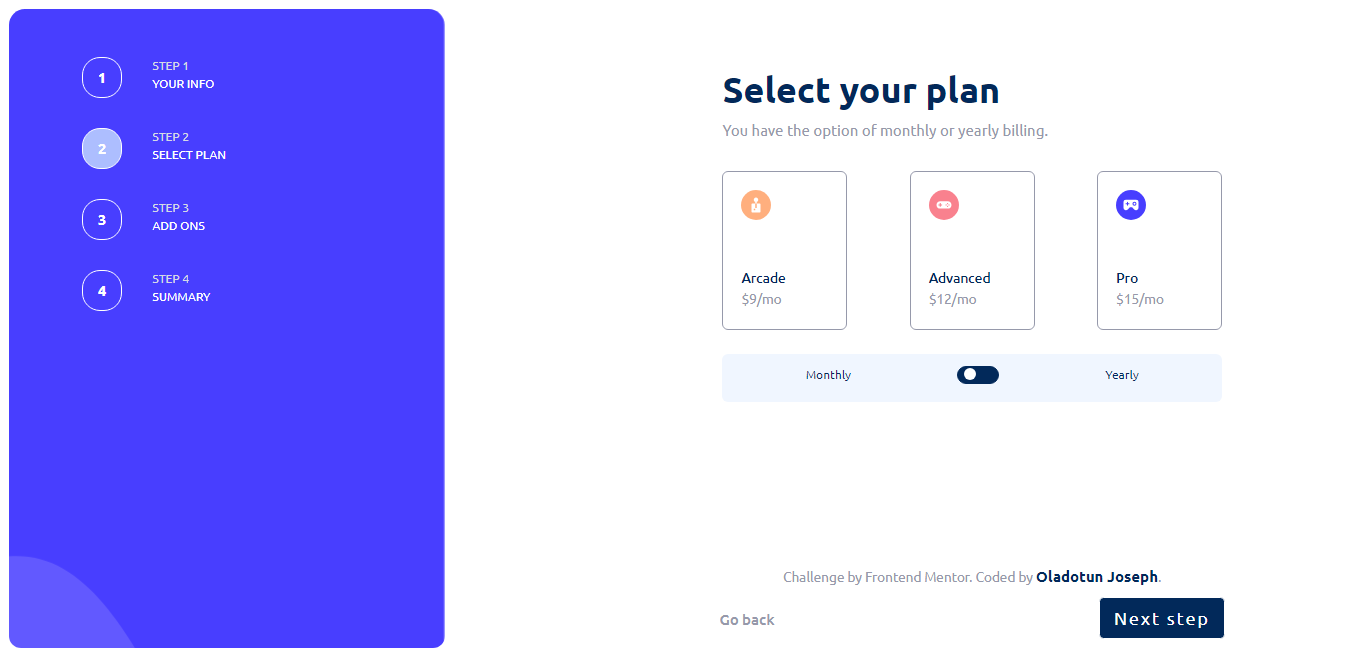 1
STEP 1
YOUR INFO
2
STEP 2
SELECT PLAN
3
STEP 3
ADD ONS
4
STEP 4
SUMMARY
Select your plan
You have the option of monthly or yearly billing.
Arcade
$9/mo
Advanced
$12/mo
Pro
$15/mo
Monthly
Yearly
Challenge by Frontend Mentor. Coded by Oladotun Joseph.
Go back
Next step